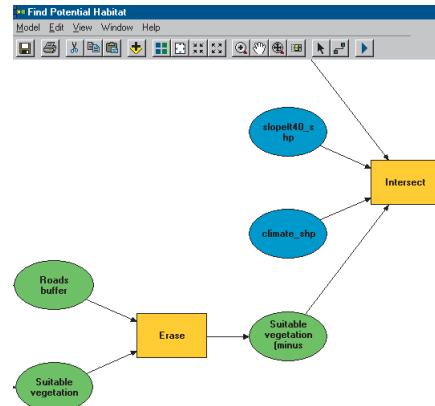 Find Potential Habitat
Model Edit View Window Help
slopelt40_s
hp
Intersect
climate_shp
Roads
buffer
Erase
Suitable
vegetation
(minus
Suitable
vegetation